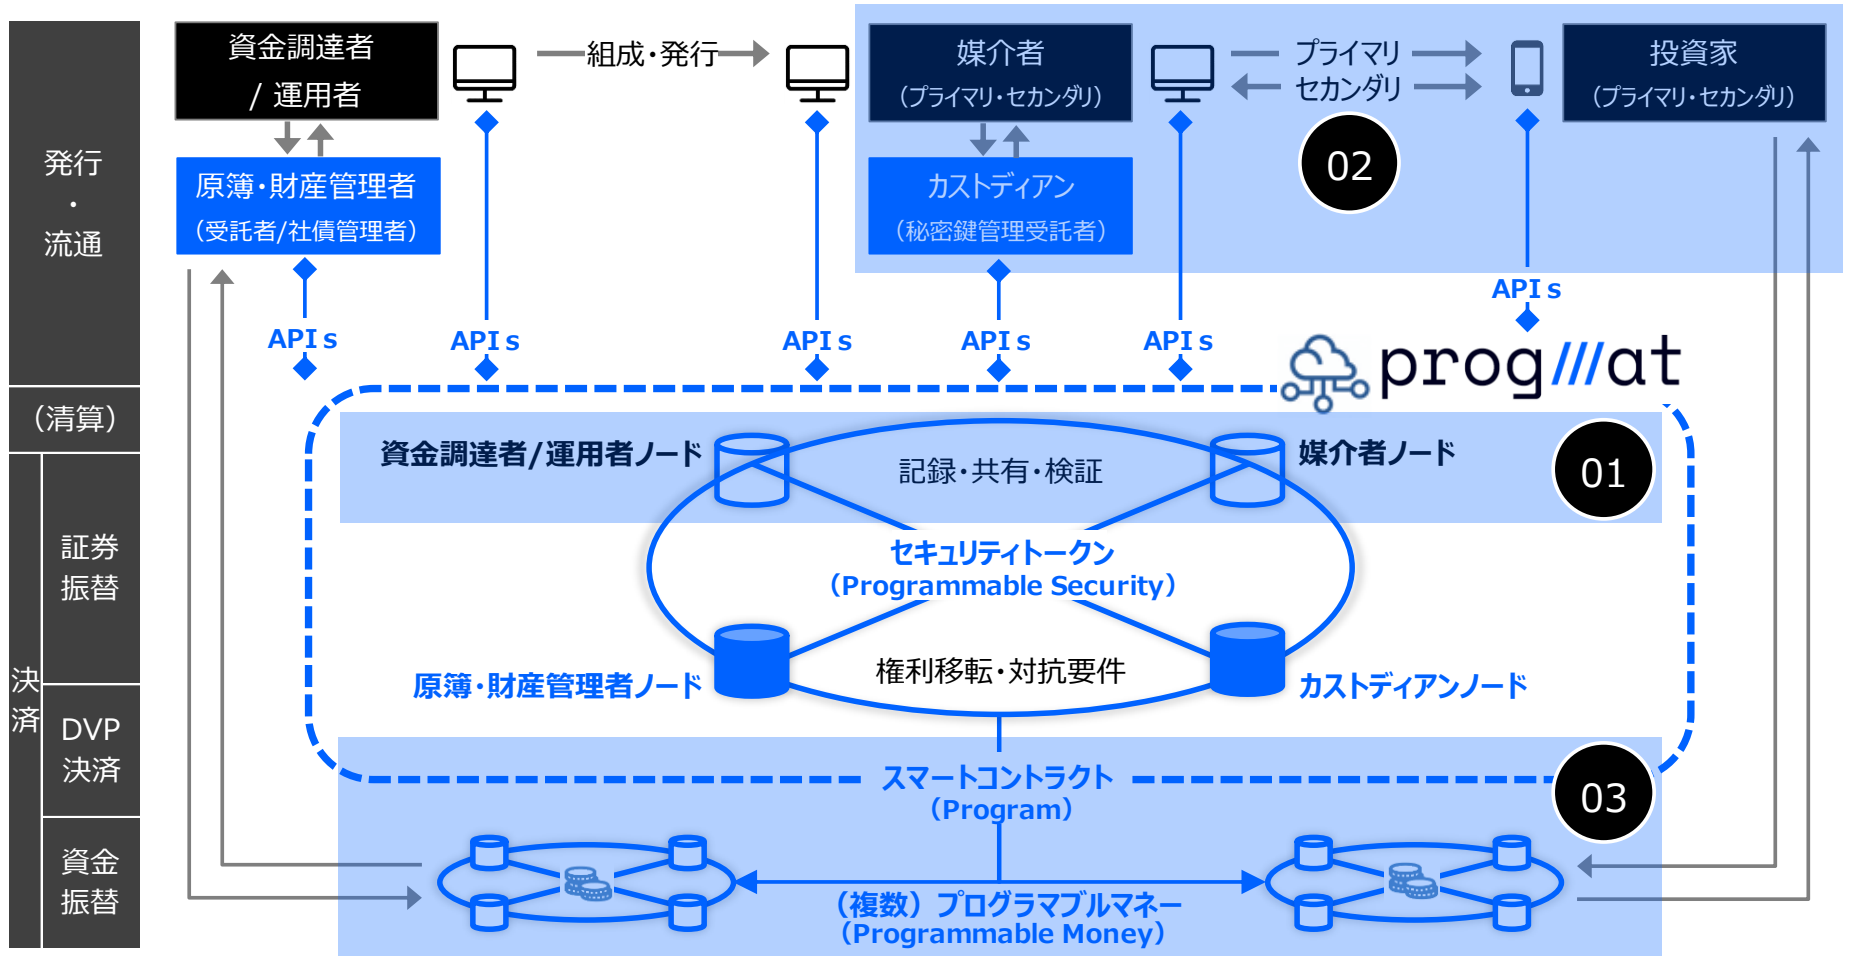 発行
・
流通
（清算）
決
済
証券
振替
DVP
決済
資金
振替
資金調達者
/ 運用者
組成・発行
媒介者
（プライマリ・セカンダリ）
プライマリ
セカンダリ
投資家
（プライマリ・セカンダリ）
02
原簿・財産管理者
（受託者/社債管理者）
カストディアン
（秘密鍵管理受託者）
APIs
APIs
APIs
APIs
APIs
APIs
progmat
01
資金調達者/運用者ノード
記録・共有・検証
媒介者ノード
セキュリティトークン
（Programmable Security）
原簿・財産管理者ノード
権利移転・対抗要件
カストディアンノード
03
スマートコントラクト
（Program）
（複数）プログラマブルマネー
（Programmable Money）